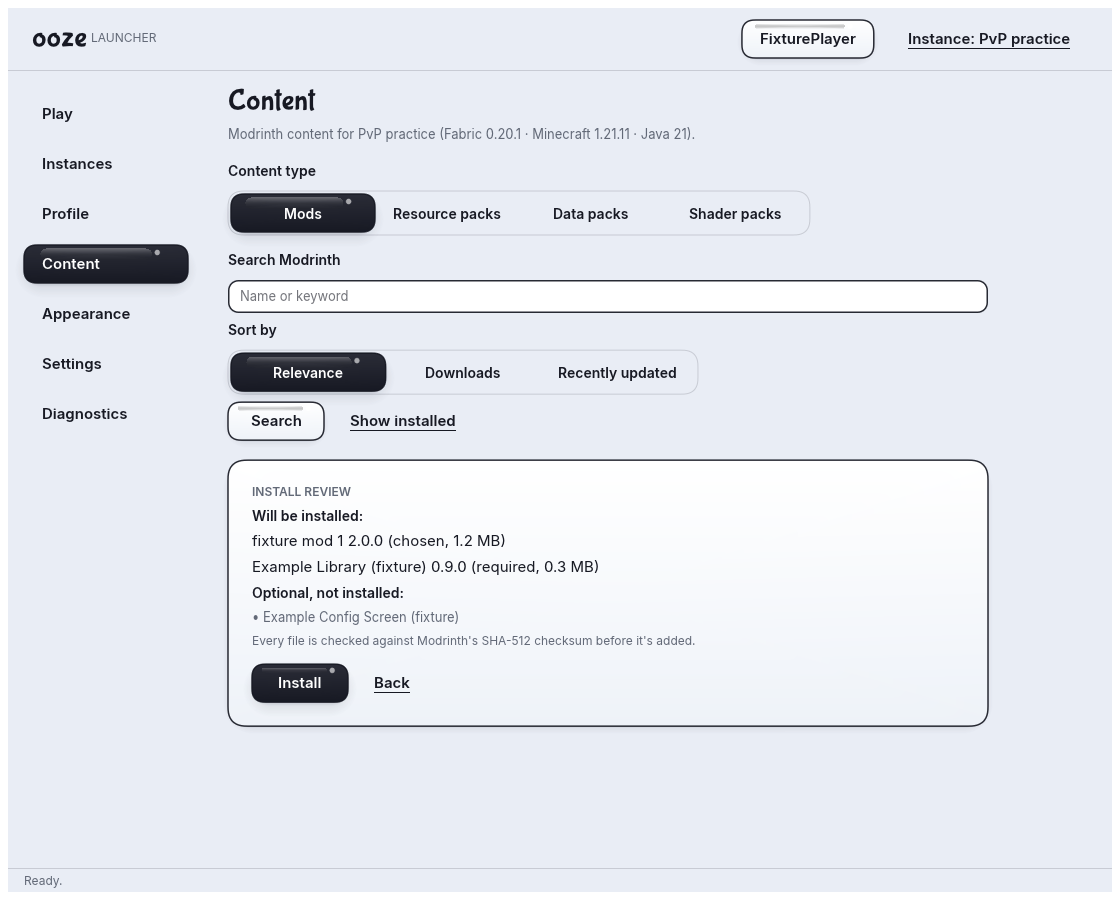 ooze LAUNCHER
FixturePlayer
Instance: PvP practice
Play
Instances
Profile
Content
Appearance
Settings
Diagnostics
Content
Modrinth content for PvP practice (Fabric 0.20.1 · Minecraft 1.21.11 · Java 21).
Content type
Mods Resource packs Data packs Shader packs
Search Modrinth
Name or keyword
Sort by
Relevance Downloads Recently updated
Search Show installed
INSTALL REVIEW
Will be installed:
fixture mod 1 2.0.0 (chosen, 1.2 MB)
Example Library (fixture) 0.9.0 (required, 0.3 MB)
Optional, not installed:
• Example Config Screen (fixture)
Every file is checked against Modrinth's SHA-512 checksum before it's added.
Install Back
Ready.